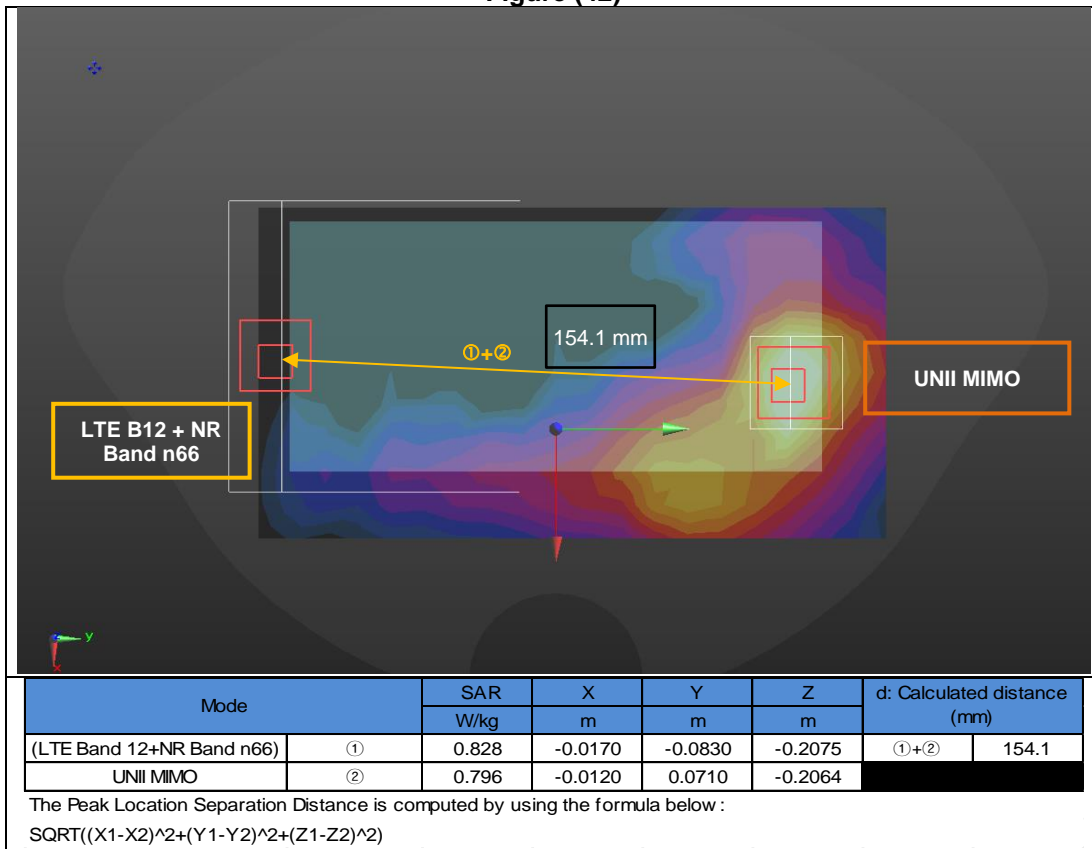 154.1 mm
①+②
UNII MIMO
LTE B12 + NR
Band n66
y
x
Mode SAR X Y Z d: Calculated distance
(mm)
W/kg m m m
(LTE Band 12+NR Band n66) ① 0.828 -0.0170 -0.0830 -0.2075 ①+② 154.1
UNII MIMO ② 0.796 -0.0120 0.0710 -0.2064
The Peak Location Separation Distance is computed by using the formula below :
SQRT((X1-X2)^2+(Y1-Y2)^2+(Z1-Z2)^2)